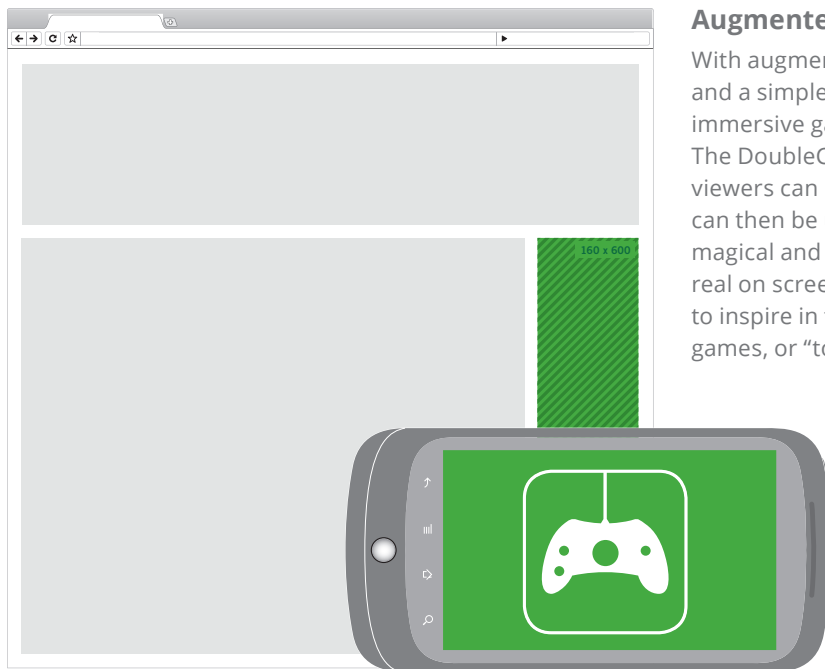 160 x 600
Augmente
With augmer
and a simple
immersive ga
The DoubleC
viewers can
can then be
magical and
real on scree
to inspire in
games, or “to